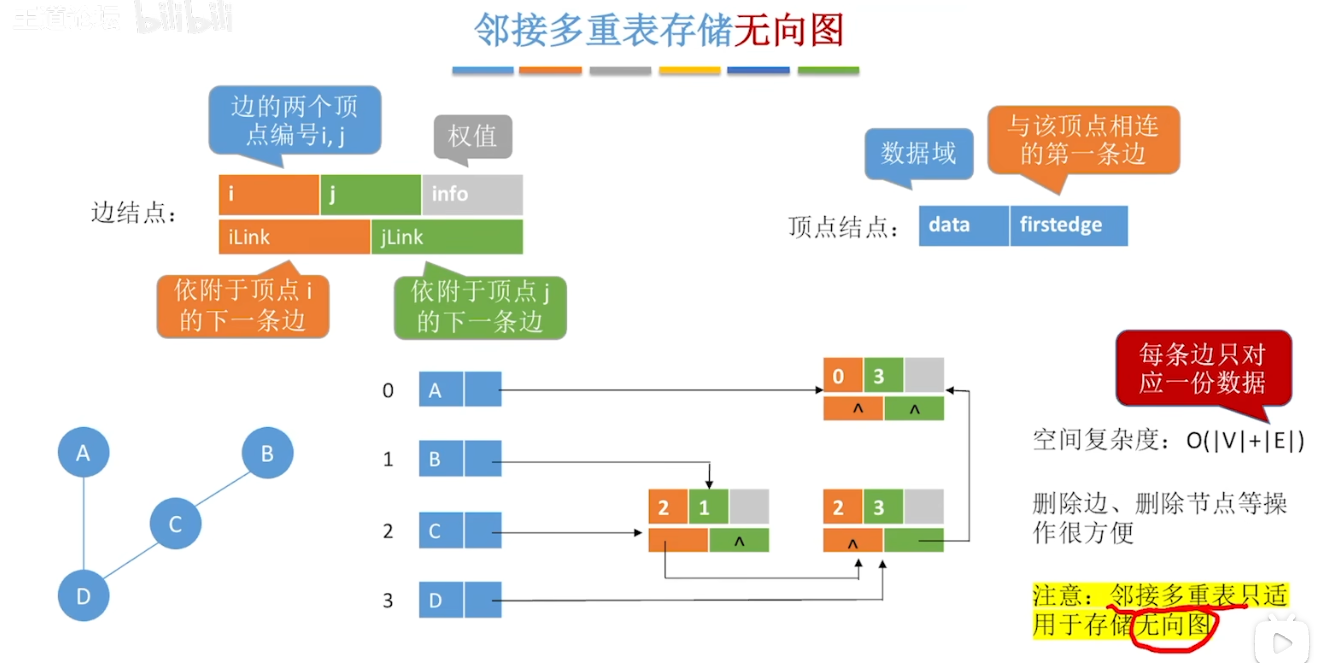 bilibili
邻接多重表存储无向图
边的两个顶
点编号i, j
权值
数据域
与该顶点相连
的第一条边
i
j
info
边结点：
iLink
jLink
顶点结点：
data
firstedge
依附于顶点 i
的下一条边
依附于顶点 j
的下一条边
每条边只对
应一份数据
0
A
0
3
^
^
空间复杂度：O(|V|+|E|)
A
B
1
B
2
1
2
3
删除边、删除节点等操
作很方便
C
2
C
^
^
D
3
D
注意：邻接多重表只适
用于存储无向图